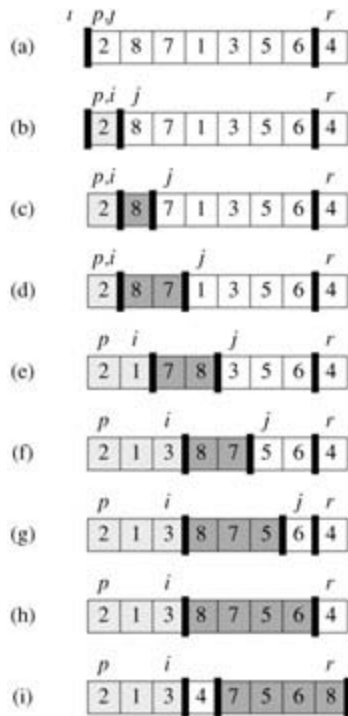 i p,j r
(a) 2 8 7 1 3 5 6 4
p,i j r
(b) 2 8 7 1 3 5 6 4
p,i j r
(c) 2 8 7 1 3 5 6 4
p,i j r
(d) 2 8 7 1 3 5 6 4
p i j r
(e) 2 1 7 8 3 5 6 4
p i j r
(f) 2 1 3 8 7 5 6 4
p i j r
(g) 2 1 3 8 7 5 6 4
p i r
(h) 2 1 3 8 7 5 6 4
p i r
(i) 2 1 3 4 7 5 6 8